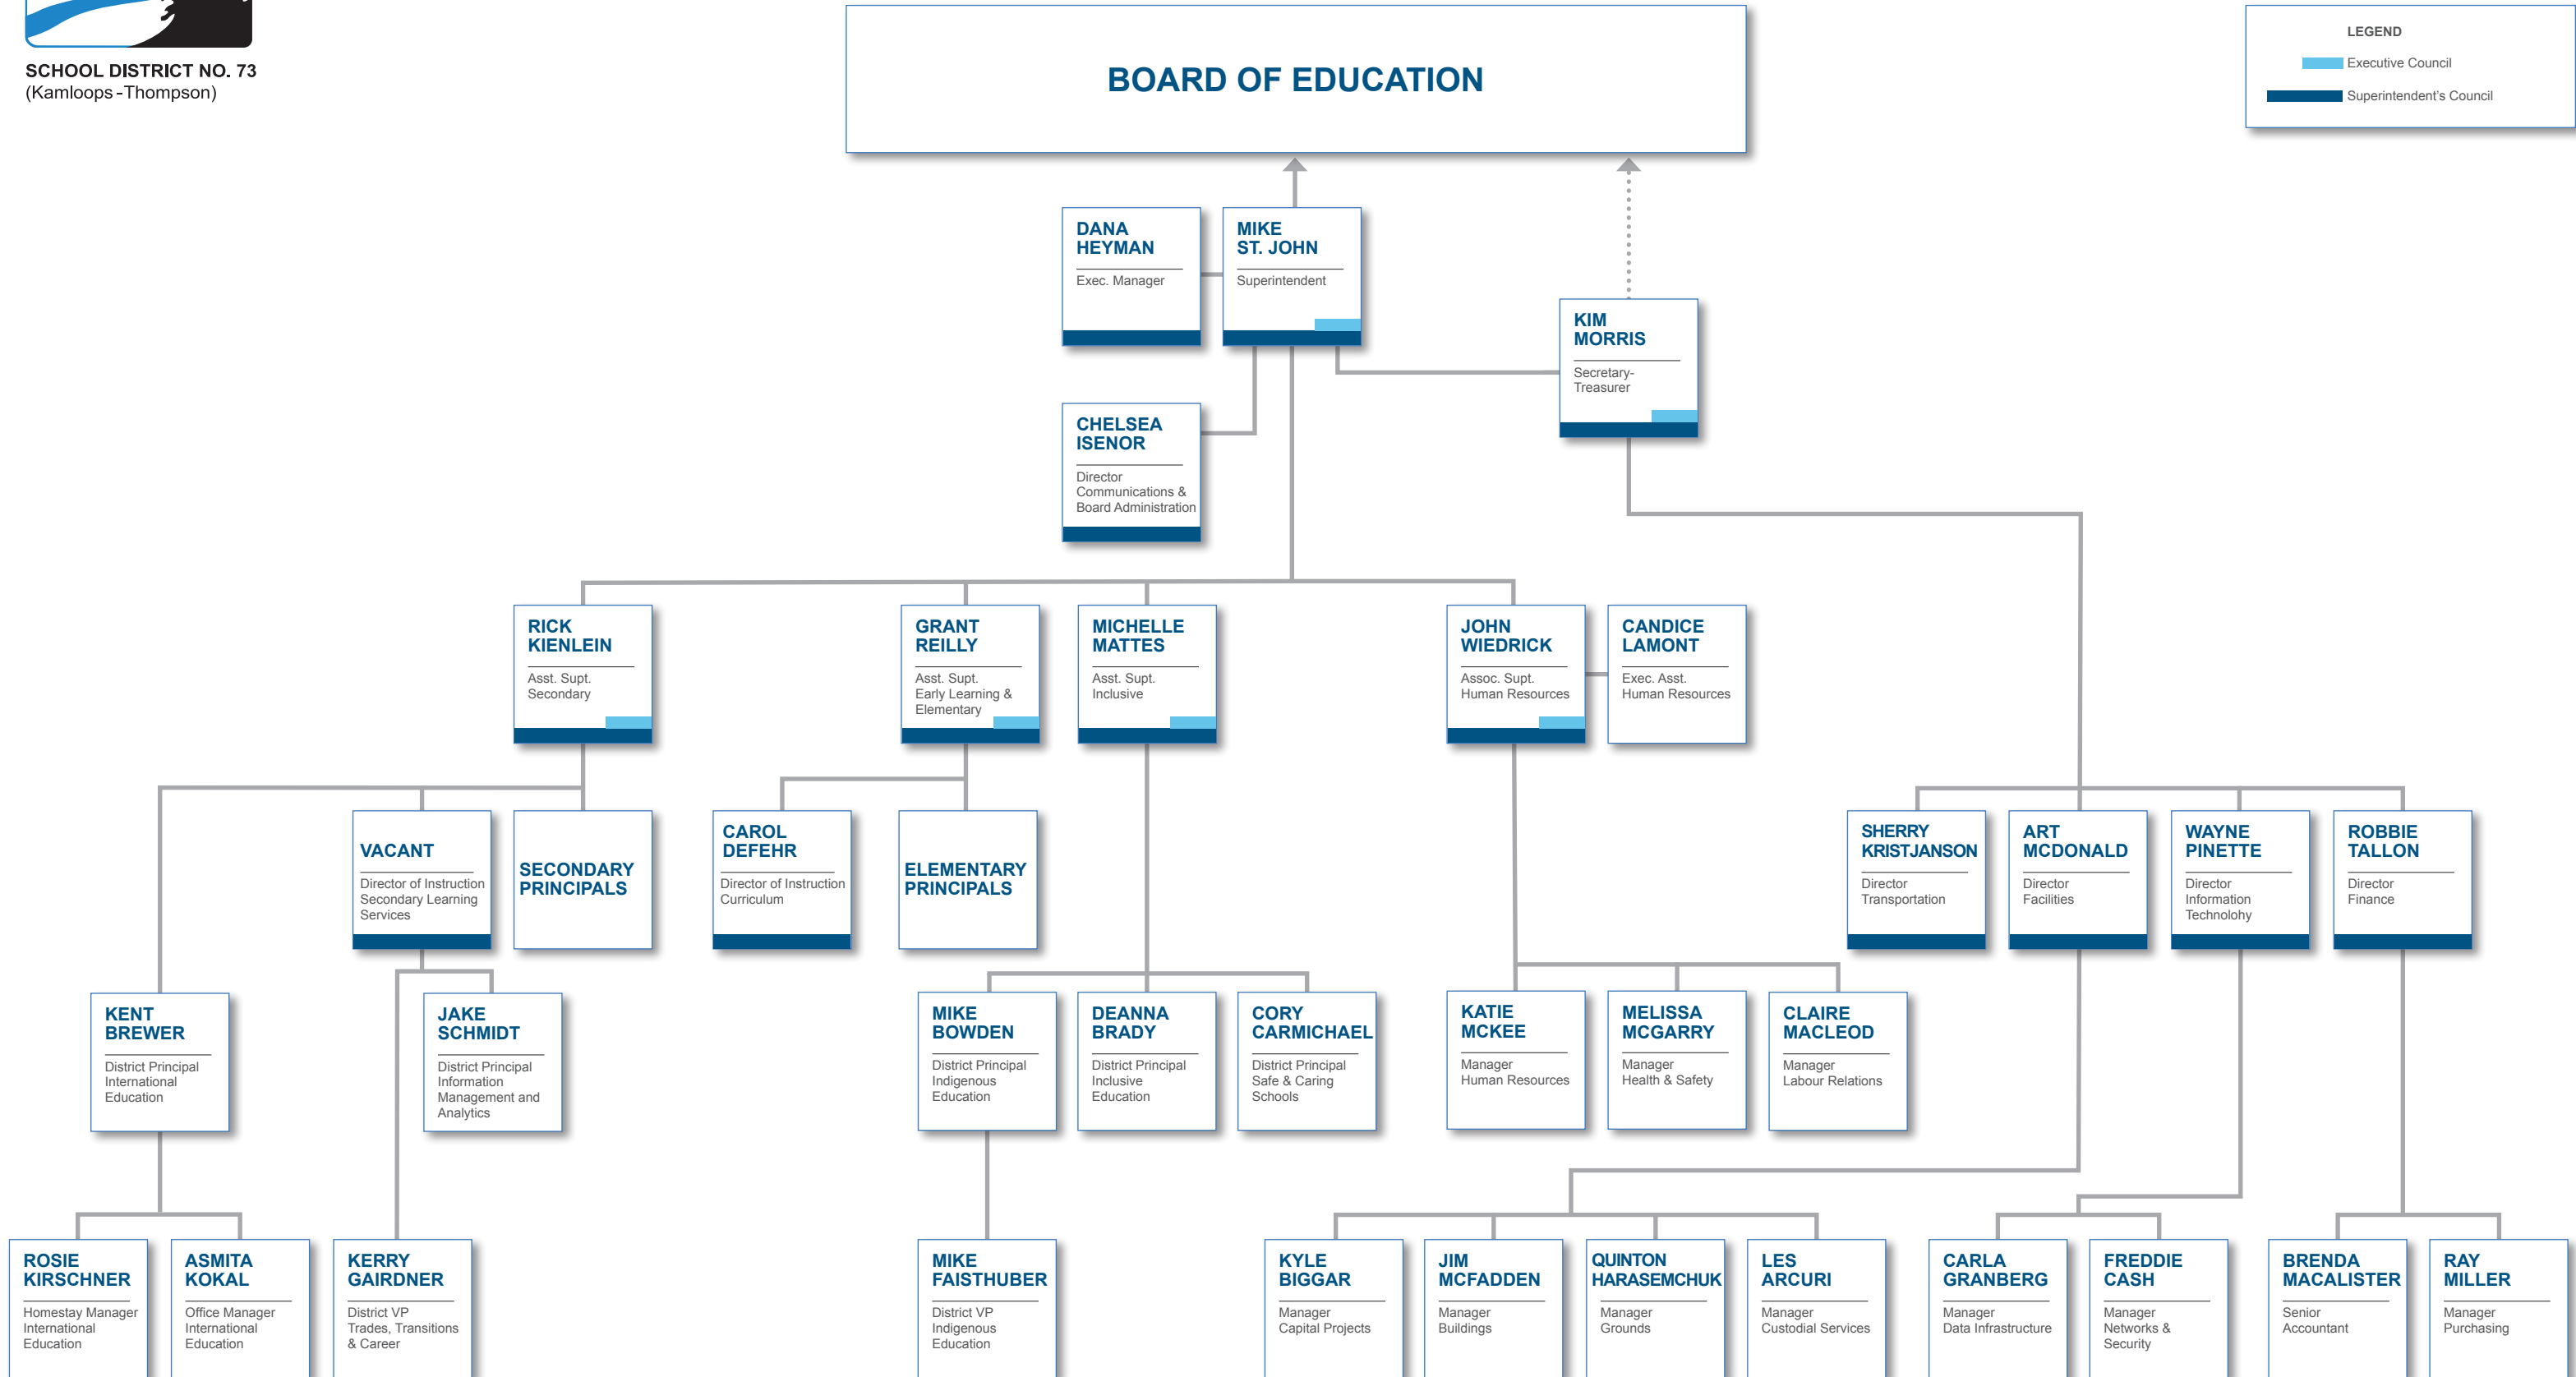 SCHOOL DISTRICT NO. 73
(Kamloops-Thompson)
BOARD OF EDUCATION
LEGEND
Executive Council
Superintendent's Council
DANA
HEYMAN
Exec. Manager
MIKE
ST. JOHN
Superintendent
KIM
MORRIS
Secretary-
Treasurer
CHELSEA
ISENOR
Director
Communications &
Board Administration
RICK
KIENLEIN
Asst. Supt.
Secondary
GRANT
REILLY
Asst. Supt.
Early Learning &
Elementary
MICHELLE
MATTES
Asst. Supt.
Inclusive
JOHN
WIEDRICK
Assoc. Supt.
Human Resources
CANDICE
LAMONT
Exec. Asst.
Human Resources
VACANT
Director of Instruction
Secondary Learning
Services
SECONDARY
PRINCIPALS
CAROL
DEFEHR
Director of Instruction
Curriculum
ELEMENTARY
PRINCIPALS
SHERRY
KRISTJANSON
Director
Transportation
ART
MCDONALD
Director
Facilities
WAYNE
PINETTE
Director
Information
Technolohy
ROBBIE
TALLON
Director
Finance
KENT
BREWER
District Principal
International
Education
JAKE
SCHMIDT
District Principal
Information
Management and
Analytics
MIKE
BOWDEN
District Principal
Indigenous
Education
DEANNA
BRADY
District Principal
Inclusive
Education
CORY
CARMICHAEL
District Principal
Safe & Caring
Schools
KATIE
MCKEE
Manager
Human Resources
MELISSA
MCGARRY
Manager
Health & Safety
CLAIRE
MACLEOD
Manager
Labour Relations
ROSIE
KIRSCHNER
Homestay Manager
International
Education
ASMITA
KOKAL
Office Manager
International
Education
KERRY
GAIRDNER
District VP
Trades, Transitions
& Career
MIKE
FAISTHUBER
District VP
Indigenous
Education
KYLE
BIGGAR
Manager
Capital Projects
JIM
MCFADDEN
Manager
Buildings
QUINTON
HARASEMCHUK
Manager
Grounds
LES
ARCURI
Manager
Custodial Services
CARLA
GRANBERG
Manager
Data Infrastructure
FREDDIE
CASH
Manager
Networks &
Security
BRENDA
MACALISTER
Senior
Accountant
RAY
MILLER
Manager
Purchasing